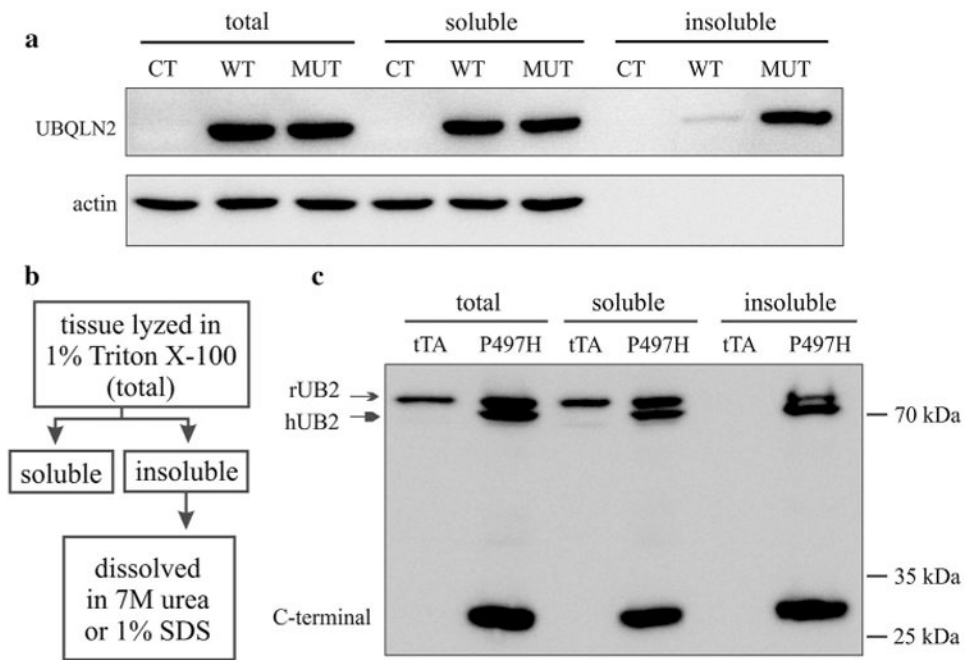 a
total soluble insoluble
CT WT MUT CT WT MUT CT WT MUT
UBQLN2
actin
b
tissue lyzed in
1% Triton X-100
(total)
soluble insoluble
dissolved
in 7M urea
or 1% SDS
c
total soluble insoluble
tTA P497H tTA P497H tTA P497H
rUB2
hUB2
70 kDa
35 kDa
C-terminal
25 kDa